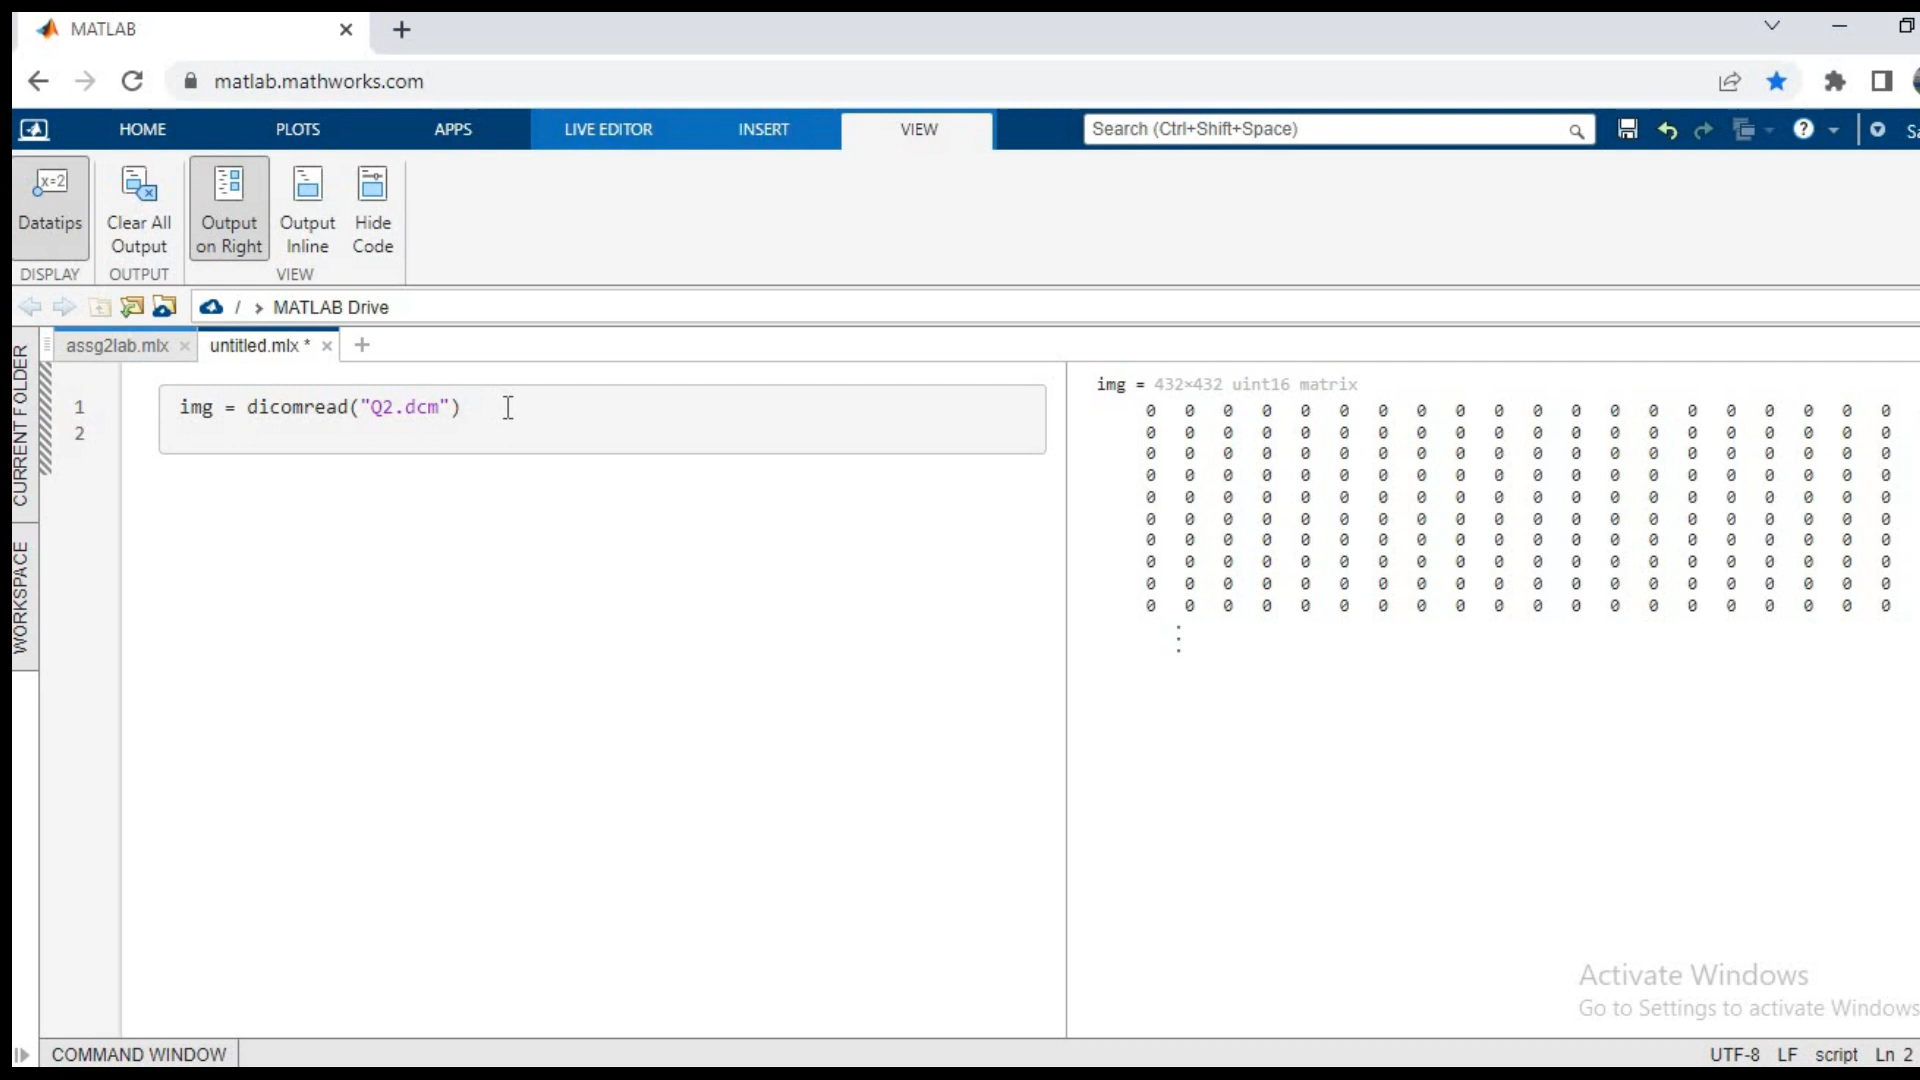 MATLAB
matlab.mathworks.com
HOME PLOTS APPS LIVE EDITOR INSERT VIEW Search (Ctrl+Shift+Space)
x=2
Datatips Clear All Output Output on Right Output Inline Hide Code
DISPLAY OUTPUT VIEW
/ > MATLAB Drive
assg2lab.mlx untitled.mlx *
CURRENT FOLDER
WORKSPACE
1 img = dicomread("Q2.dcm")
2
img = 432×432 uint16 matrix
0 0 0 0 0 0 0 0 0 0 0 0 0 0 0 0 0 0 0 0
0 0 0 0 0 0 0 0 0 0 0 0 0 0 0 0 0 0 0 0
0 0 0 0 0 0 0 0 0 0 0 0 0 0 0 0 0 0 0 0
0 0 0 0 0 0 0 0 0 0 0 0 0 0 0 0 0 0 0 0
0 0 0 0 0 0 0 0 0 0 0 0 0 0 0 0 0 0 0 0
0 0 0 0 0 0 0 0 0 0 0 0 0 0 0 0 0 0 0 0
0 0 0 0 0 0 0 0 0 0 0 0 0 0 0 0 0 0 0 0
0 0 0 0 0 0 0 0 0 0 0 0 0 0 0 0 0 0 0 0
0 0 0 0 0 0 0 0 0 0 0 0 0 0 0 0 0 0 0 0
0 0 0 0 0 0 0 0 0 0 0 0 0 0 0 0 0 0 0 0
⋮
Activate Windows
Go to Settings to activate Windows
COMMAND WINDOW
UTF-8 LF script Ln 2